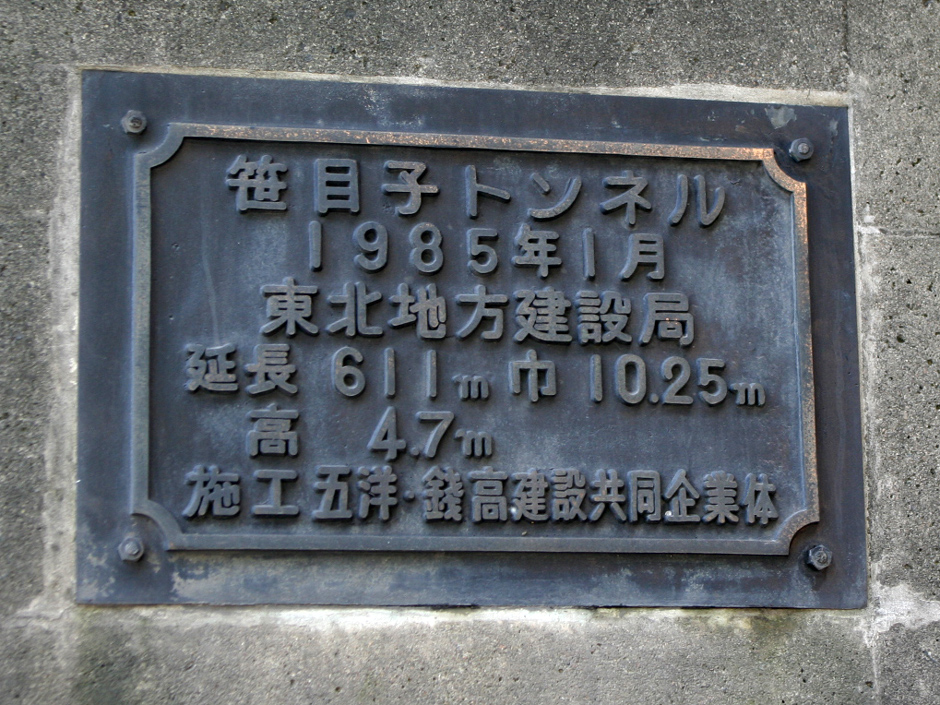 笹目子トンネル
1985年1月
東北地方建設局
延長 611m 巾 10.25m
高 4.7m
施工 五洋・錢高建設共同企業体